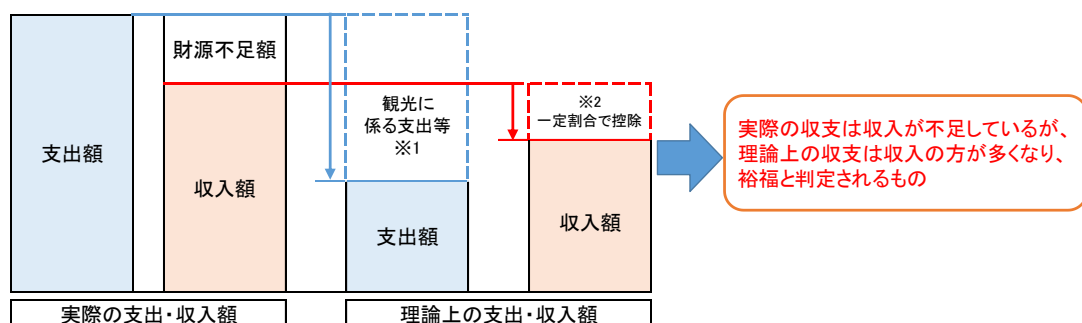 財源不足額
支出額
収入額
実際の支出・収入額
観光に
係る支出等
※1
支出額
※2
一定割合で控除
収入額
理論上の支出・収入額
実際の収支は収入が不足しているが、
理論上の収支は収入の方が多くなり、
裕福と判定されるもの